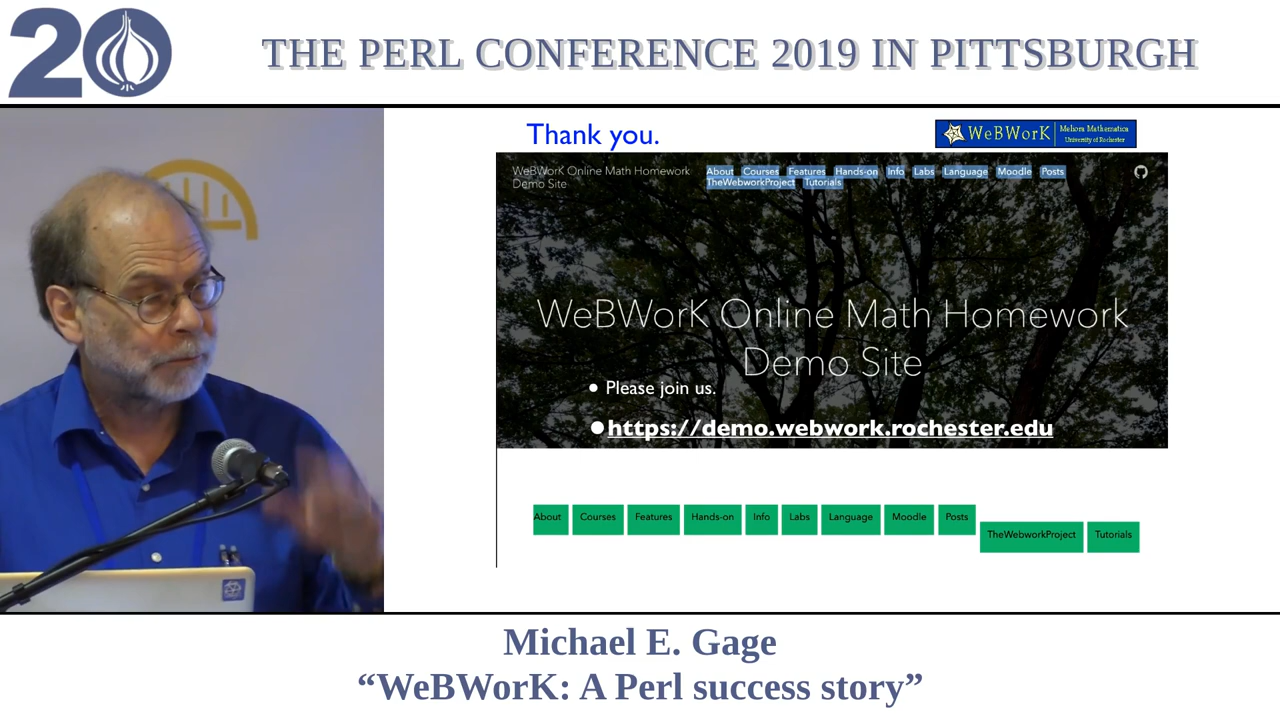 20
THE PERL CONFERENCE 2019 IN PITTSBURGH
Thank you.
WeBWorK Meliora Mathematica
University of Rochester
WeBWorK Online Math Homework
Demo Site
About Courses Features Hands-on Info Labs Language Moodle Posts
TheWebworkProject Tutorials
WeBWorK Online Math Homework
Demo Site
• Please join us.
•https://demo.webwork.rochester.edu
About Courses Features Hands-on Info Labs Language Moodle Posts
TheWebworkProject Tutorials
Michael E. Gage
“WeBWorK: A Perl success story”